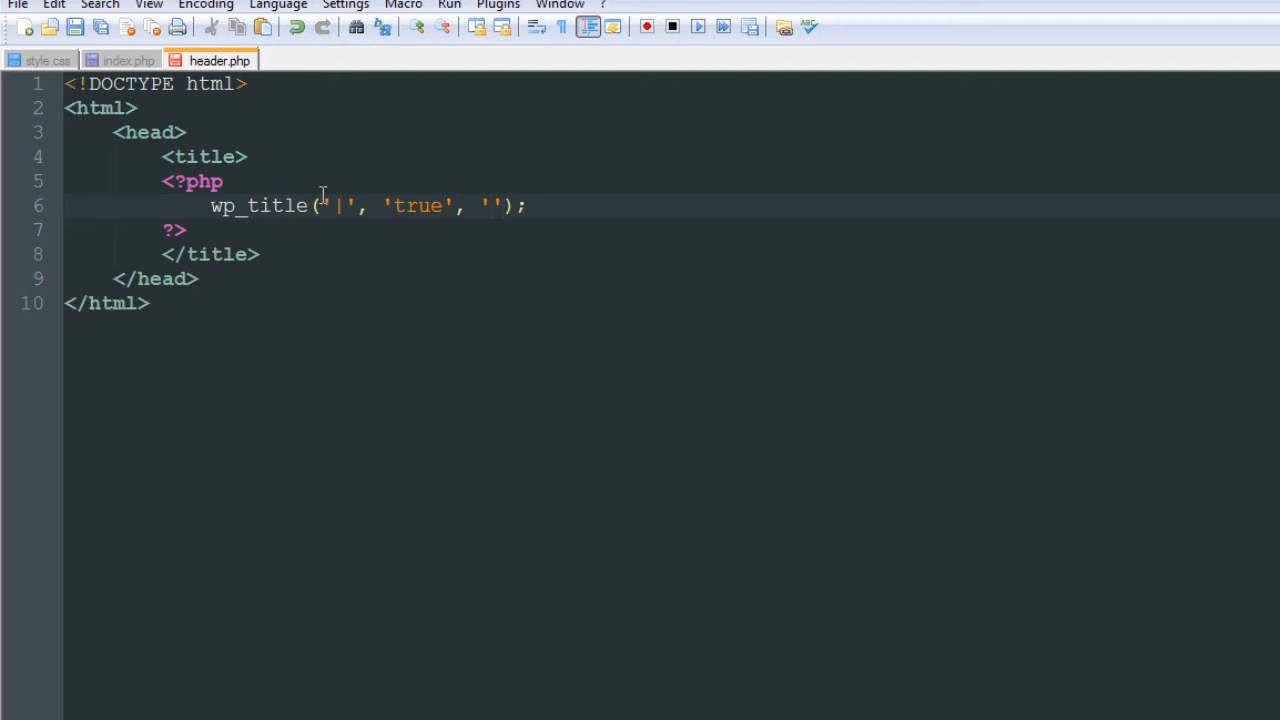 File Edit Search View Encoding Language Settings Macro Run Plugins Window ?
style.css index.php header.php
1 <!DOCTYPE html>
2 <html>
3 <head>
4 <title>
5 <?php
6 wp_title('|', 'true', '');
7 ?>
8 </title>
9 </head>
10 </html>